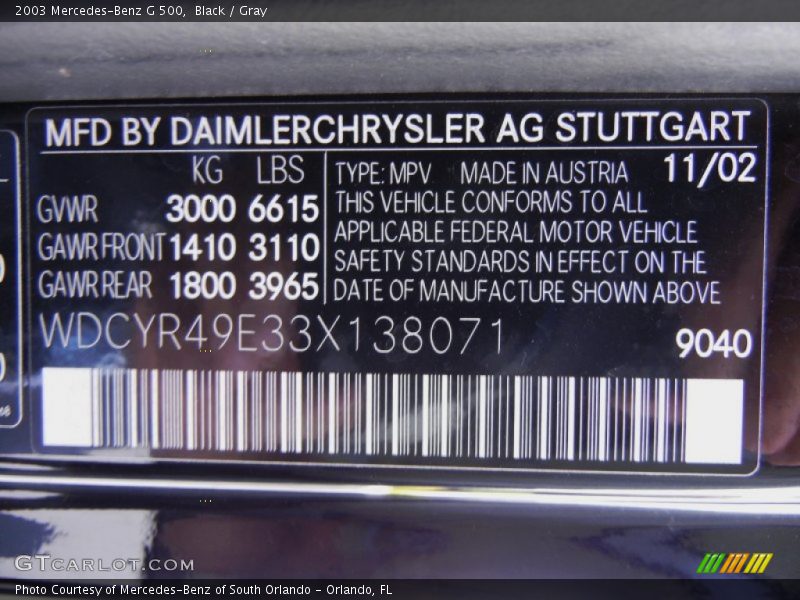 2003 Mercedes-Benz G 500, Black / Gray
MFD BY DAIMLERCHRYSLER AG STUTTGART
KG LBS
GVWR 3000 6615
GAWR FRONT 1410 3110
GAWR REAR 1800 3965
TYPE: MPV MADE IN AUSTRIA 11/02
THIS VEHICLE CONFORMS TO ALL
APPLICABLE FEDERAL MOTOR VEHICLE
SAFETY STANDARDS IN EFFECT ON THE
DATE OF MANUFACTURE SHOWN ABOVE
WDCYR49E33X138071
9040
GTCARLOT.COM
Photo Courtesy of Mercedes-Benz of South Orlando - Orlando, FL